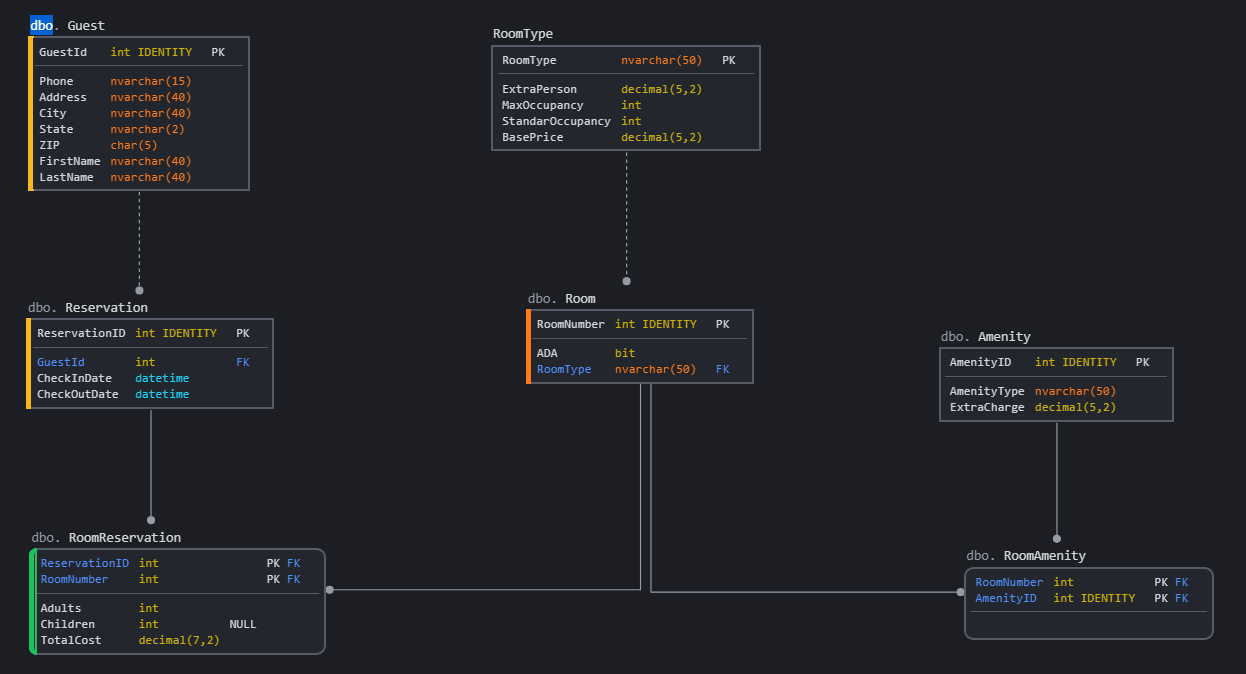 dbo. Guest
GuestId int IDENTITY PK
Phone nvarchar(15)
Address nvarchar(40)
City nvarchar(40)
State nvarchar(2)
ZIP char(5)
FirstName nvarchar(40)
LastName nvarchar(40)
RoomType
RoomType nvarchar(50) PK
ExtraPerson decimal(5,2)
MaxOccupancy int
StandarOccupancy int
BasePrice decimal(5,2)
dbo. Reservation
ReservationID int IDENTITY PK
GuestId int FK
CheckInDate datetime
CheckOutDate datetime
dbo. Room
RoomNumber int IDENTITY PK
ADA bit
RoomType nvarchar(50) FK
dbo. Amenity
AmenityID int IDENTITY PK
AmenityType nvarchar(50)
ExtraCharge decimal(5,2)
dbo. RoomReservation
ReservationID int PK FK
RoomNumber int PK FK
Adults int
Children int NULL
TotalCost decimal(7,2)
dbo. RoomAmenity
RoomNumber int PK FK
AmenityID int IDENTITY PK FK